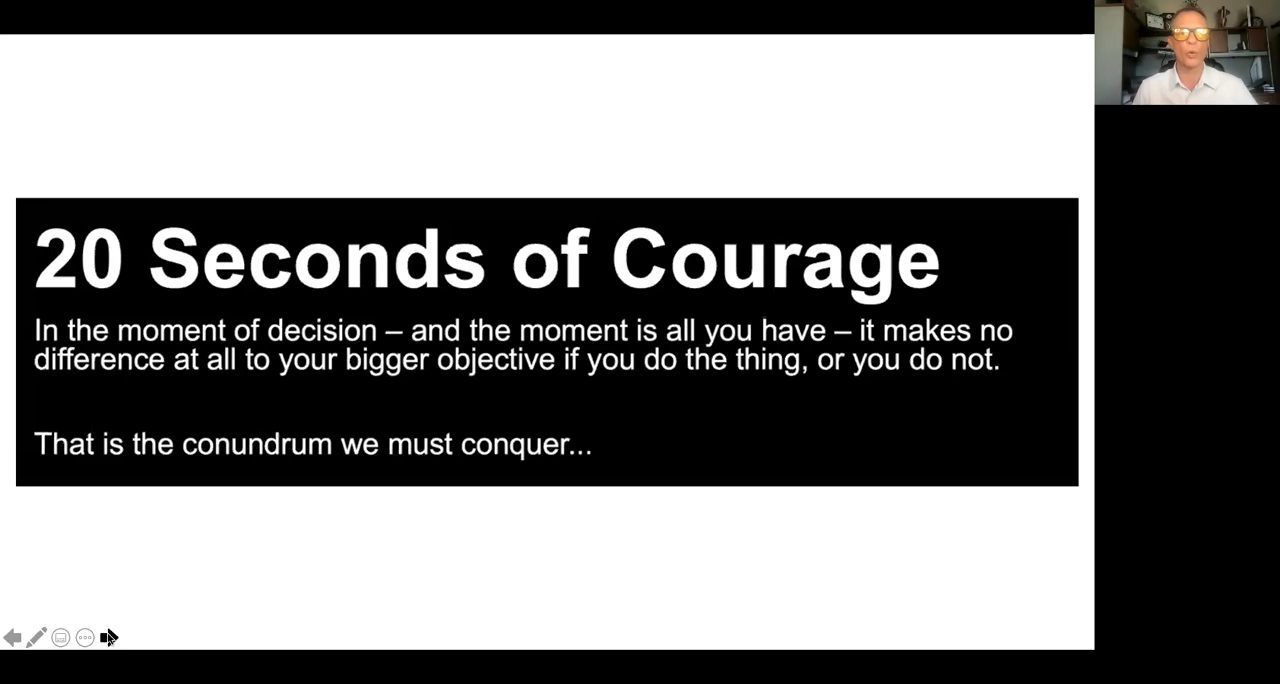 20 Seconds of Courage
In the moment of decision – and the moment is all you have – it makes no
difference at all to your bigger objective if you do the thing, or you do not.
That is the conundrum we must conquer...